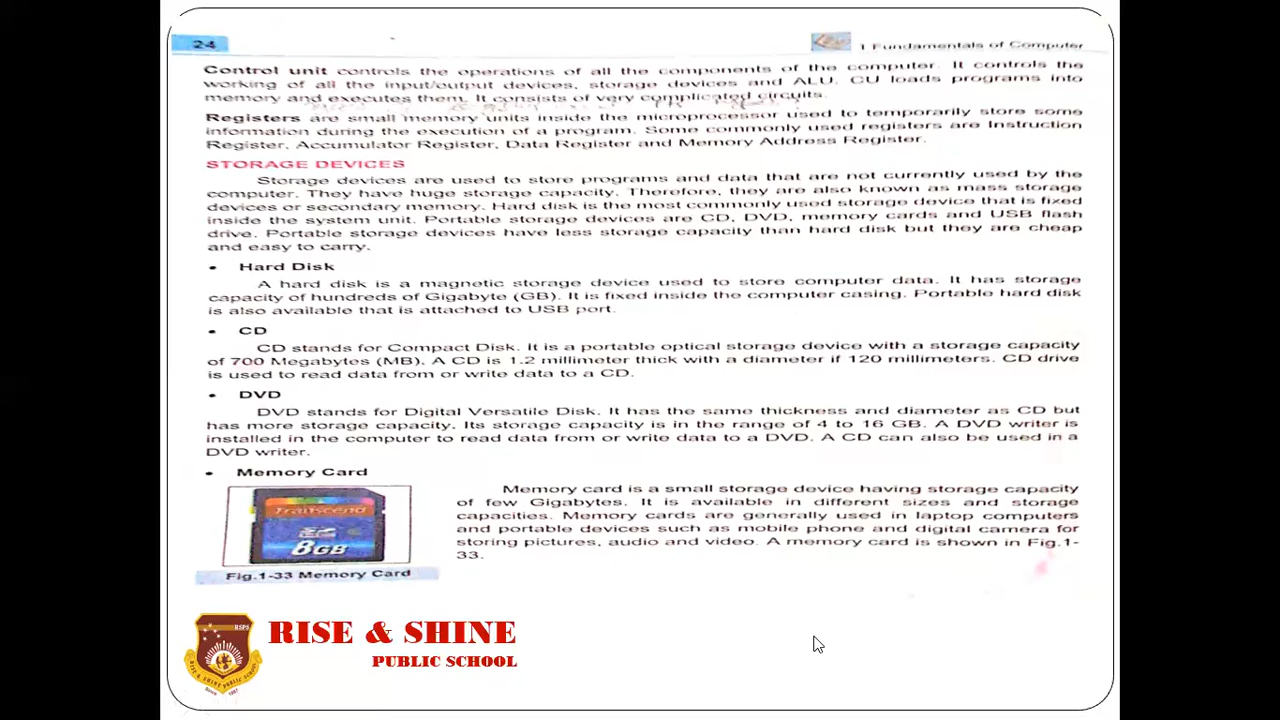 24
1 Fundamentals of Computer
Control unit controls the operations of all the components of the computer. It controls the
working of all the input/output devices, storage devices and ALU. CU loads programs into
memory and executes them. It consists of very complicated circuits.
Registers are small memory units inside the microprocessor used to temporarily store some
information during the execution of a program. Some commonly used registers are Instruction
Register, Accumulator Register, Data Register and Memory Address Register.
STORAGE DEVICES
Storage devices are used to store programs and data that are not currently used by the
computer. They have huge storage capacity. Therefore, they are also known as mass storage
devices or secondary memory. Hard disk is the most commonly used storage device that is fixed
inside the system unit. Portable storage devices are CD, DVD, memory cards and USB flash
drive. Portable storage devices have less storage capacity than hard disk but they are cheap
and easy to carry.
• Hard Disk
A hard disk is a magnetic storage device used to store computer data. It has storage
capacity of hundreds of Gigabyte (GB). It is fixed inside the computer casing. Portable hard disk
is also available that is attached to USB port.
• CD
CD stands for Compact Disk. It is a portable optical storage device with a storage capacity
of 700 Megabytes (MB). A CD is 1.2 millimeter thick with a diameter if 120 millimeters. CD drive
is used to read data from or write data to a CD.
• DVD
DVD stands for Digital Versatile Disk. It has the same thickness and diameter as CD but
has more storage capacity. Its storage capacity is in the range of 4 to 16 GB. A DVD writer is
installed in the computer to read data from or write data to a DVD. A CD can also be used in a
DVD writer.
• Memory Card
Transcend
8GB
Fig.1-33 Memory Card
Memory card is a small storage device having storage capacity
of few Gigabytes. It is available in different sizes and storage
capacities. Memory cards are generally used in laptop computers
and portable devices such as mobile phone and digital camera for
storing pictures, audio and video. A memory card is shown in Fig.1-
33.
RSPS
RISE & SHINE PUBLIC SCHOOL
Since 1987
RISE & SHINE
PUBLIC SCHOOL